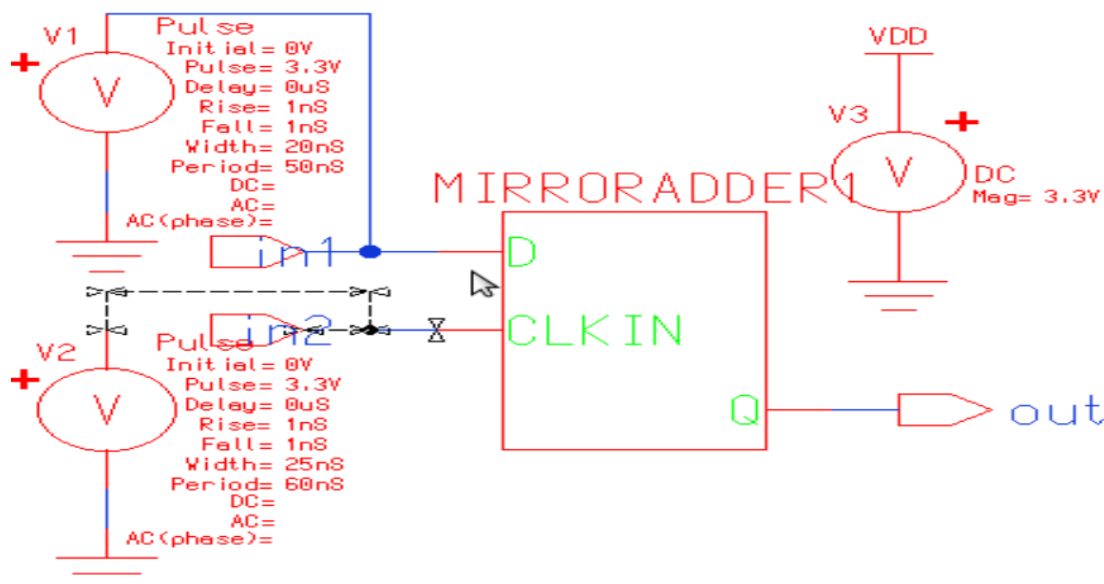 V1
Pulse
Initial= 0V
Pulse= 3.3V
Delay= 0uS
Rise= 1nS
Fall= 1nS
Width= 20nS
Period= 50nS
DC=
AC=
AC(phase)=
in1
VDD
V3
V
DC
Mag= 3.3V
V
MIRRORADDER1
D
CLKIN
Q
out
in2
V2
Pulse
Initial= 0V
Pulse= 3.3V
Delay= 0uS
Rise= 1nS
Fall= 1nS
Width= 25nS
Period= 60nS
DC=
AC=
AC(phase)=
V